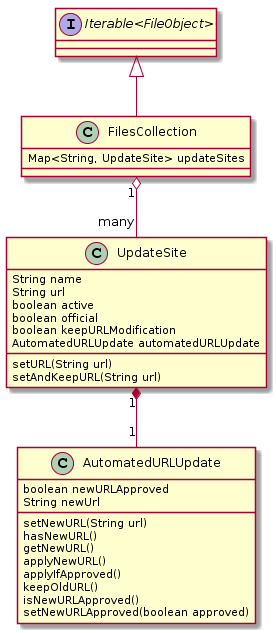 I Iterable<FileObject>
C FilesCollection
Map<String, UpdateSite> updateSites
1
many
C UpdateSite
String name
String url
boolean active
boolean official
boolean keepURLModification
AutomatedURLUpdate automatedURLUpdate
setURL(String url)
setAndKeepURL(String url)
1
1
C AutomatedURLUpdate
boolean newURLApproved
String newUrl
setNewURL(String url)
hasNewURL()
getNewURL()
applyNewURL()
applyIfApproved()
keepOldURL()
isNewURLApproved()
setNewURLApproved(boolean approved)